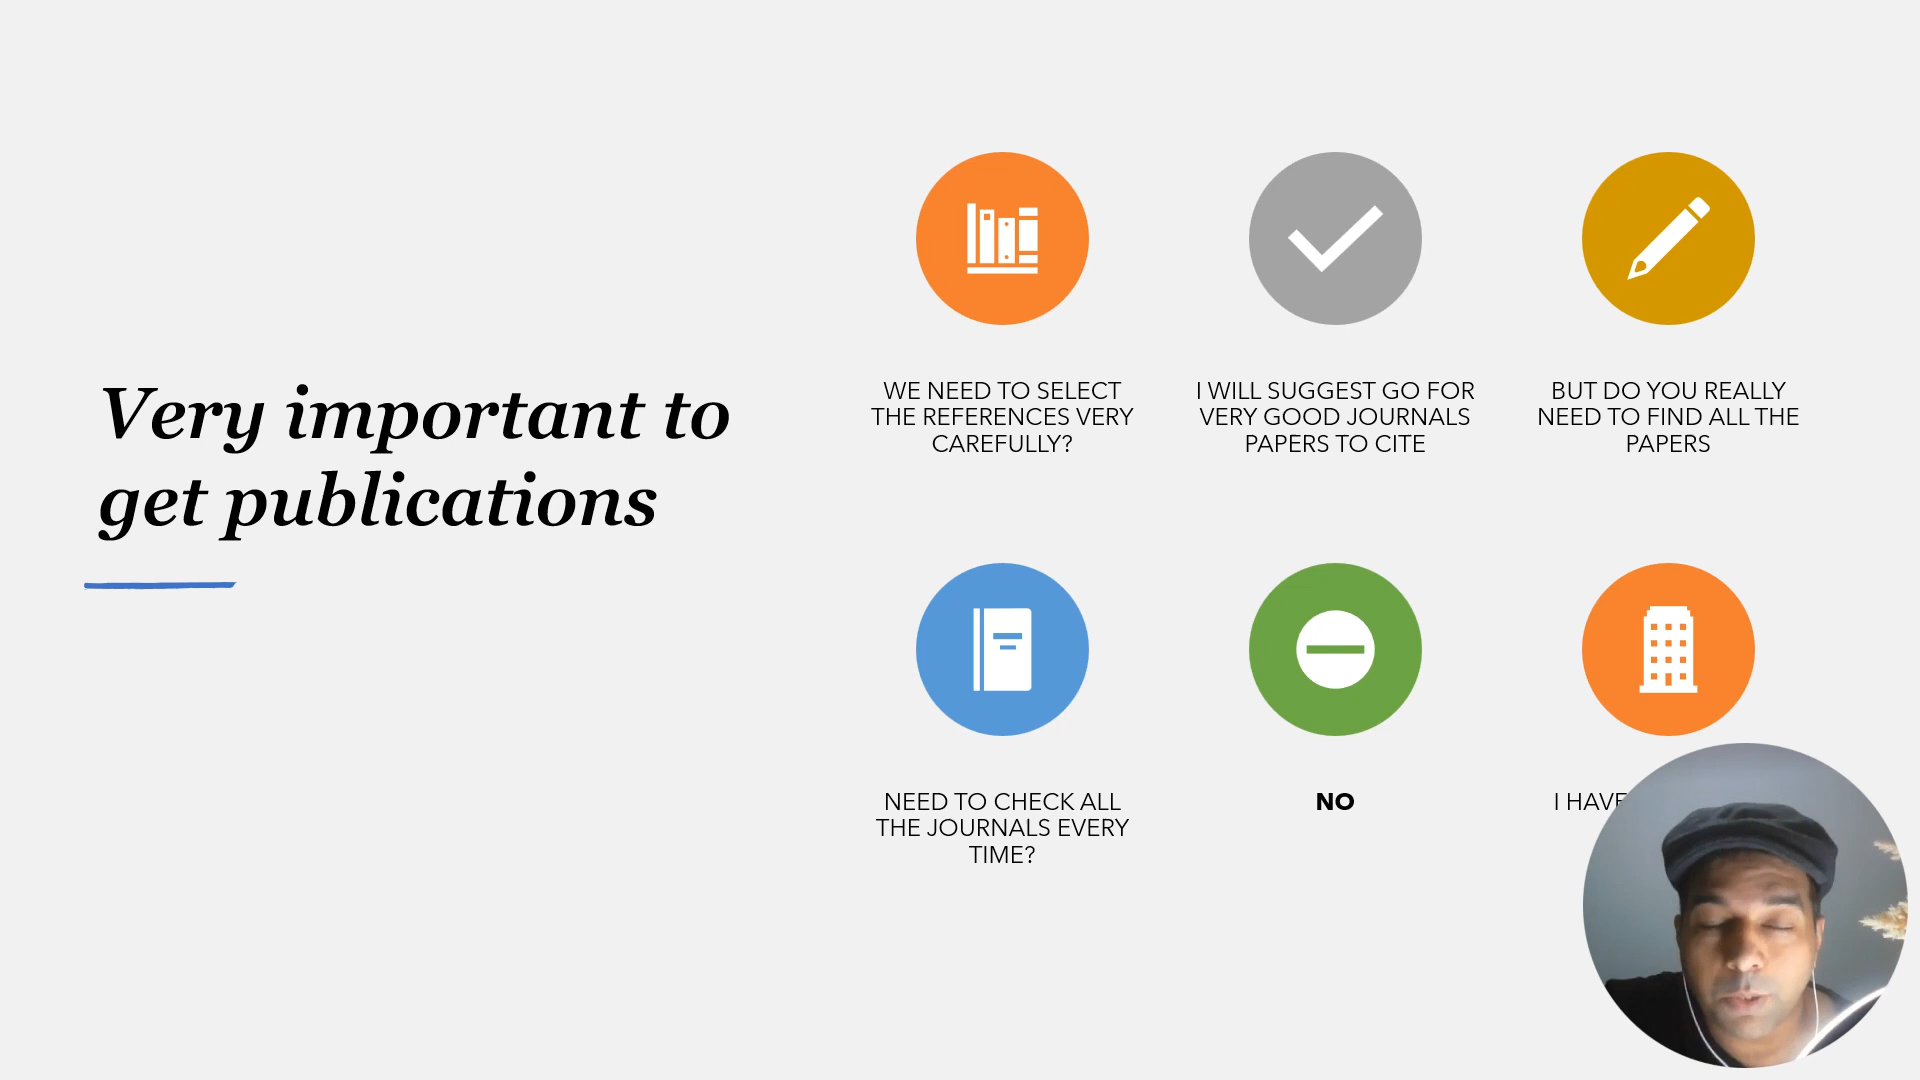 Very important to
get publications
WE NEED TO SELECT
THE REFERENCES VERY
CAREFULLY?
I WILL SUGGEST GO FOR
VERY GOOD JOURNALS
PAPERS TO CITE
BUT DO YOU REALLY
NEED TO FIND ALL THE
PAPERS
NEED TO CHECK ALL
THE JOURNALS EVERY
TIME?
NO
I HAVE